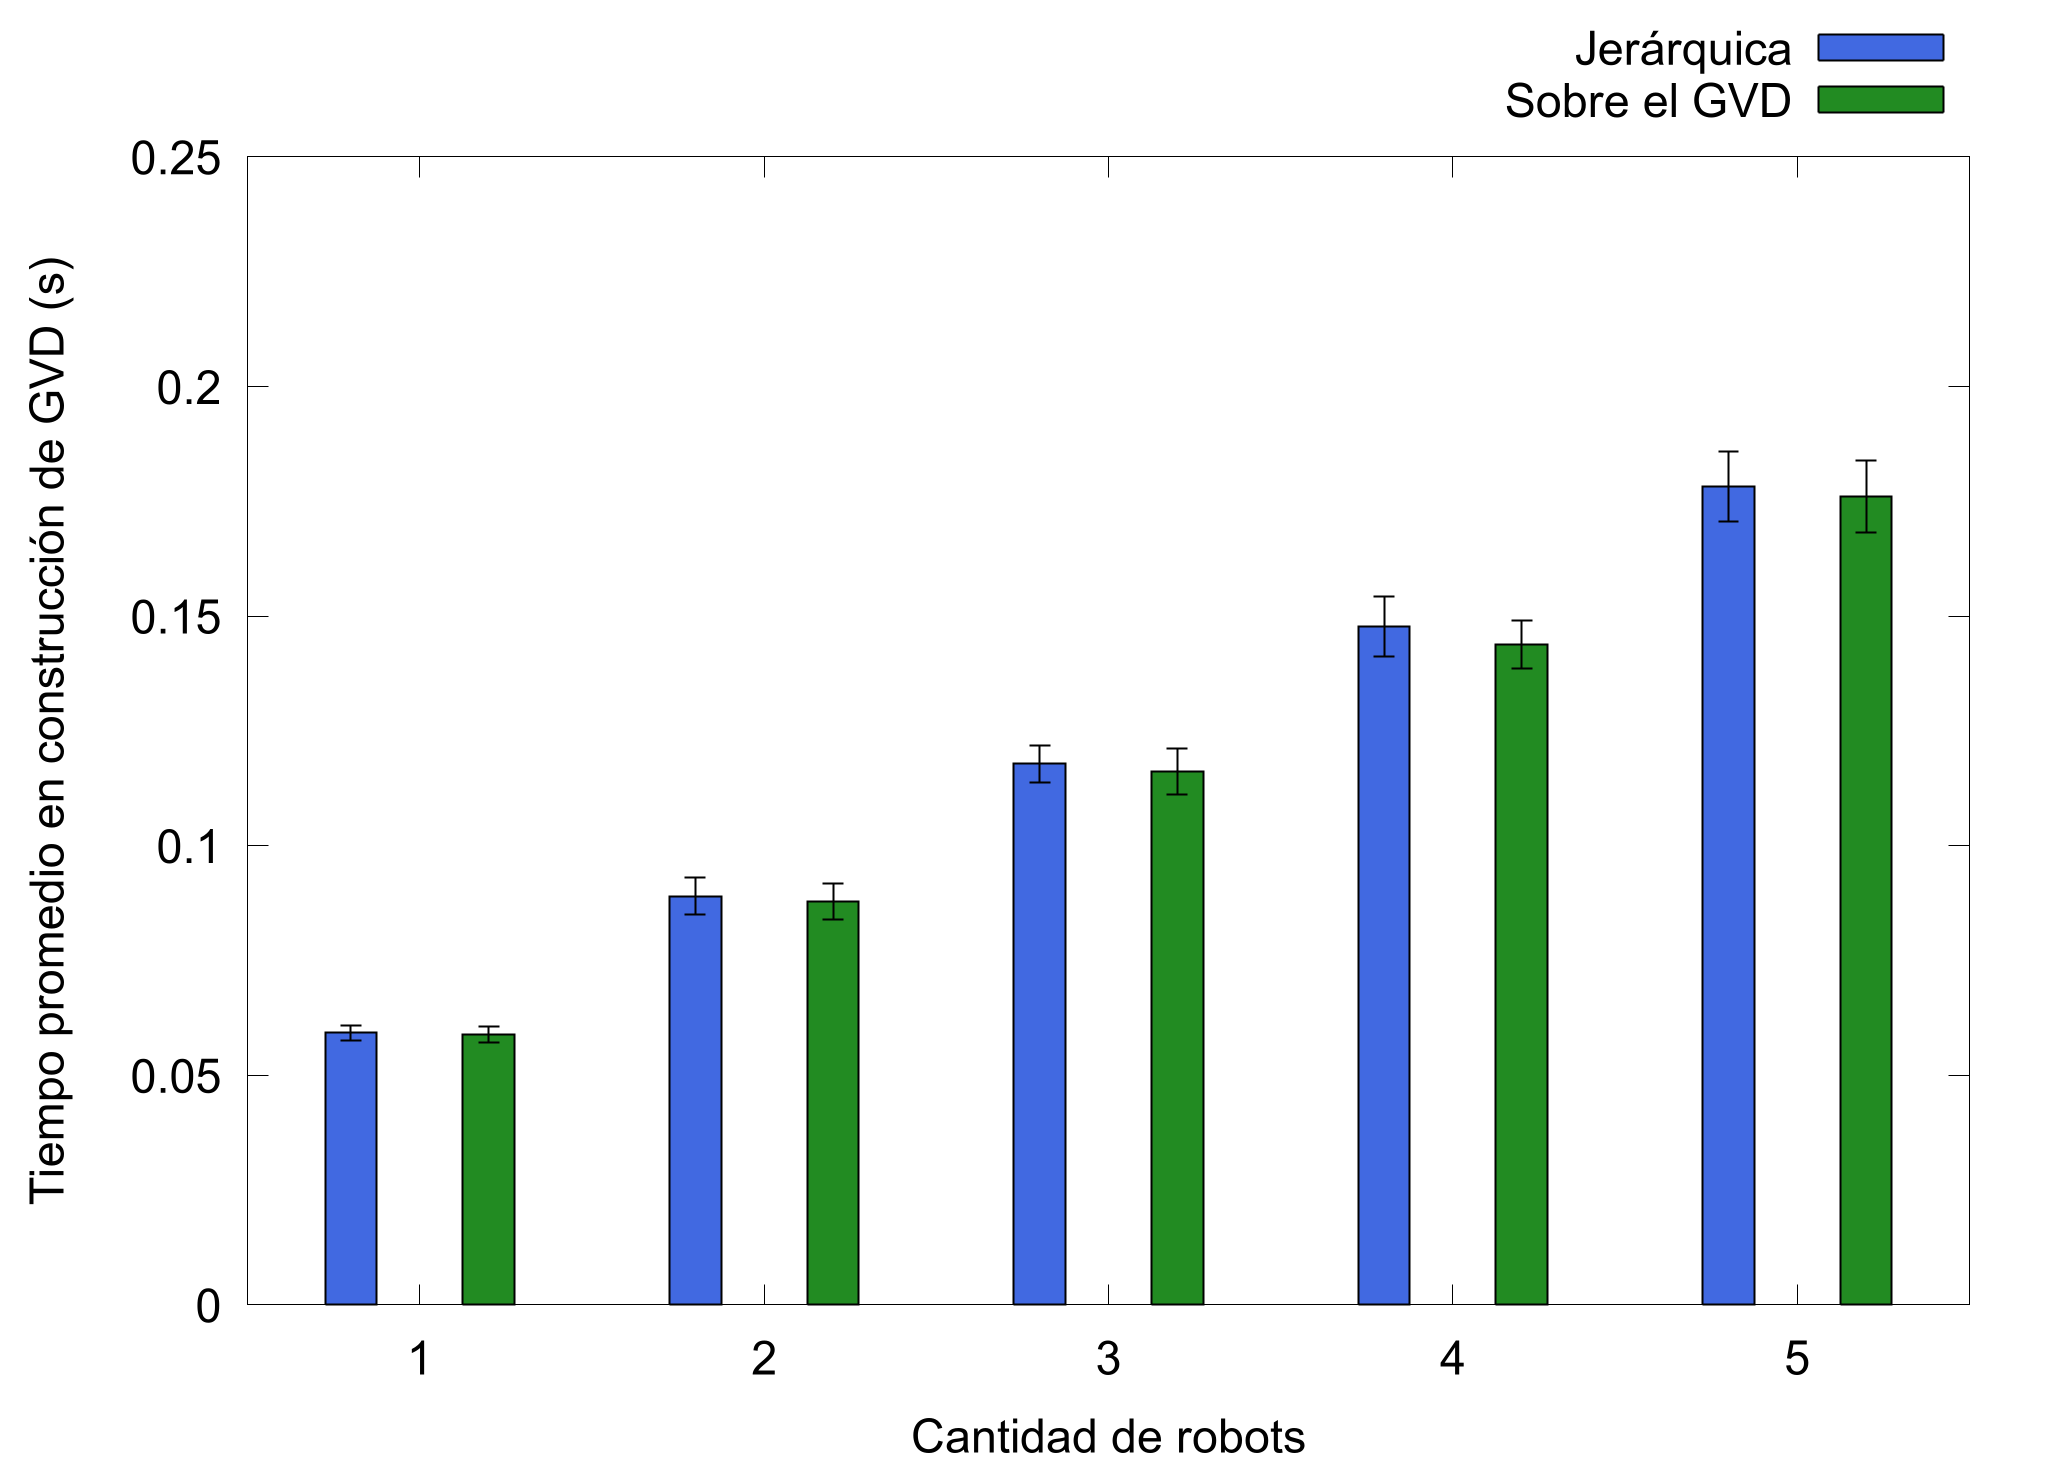 Jerárquica
Sobre el GVD
0.25
0.2
0.15
0.1
0.05
0
Tiempo promedio en construcción de GVD (s)
1 2 3 4 5
Cantidad de robots